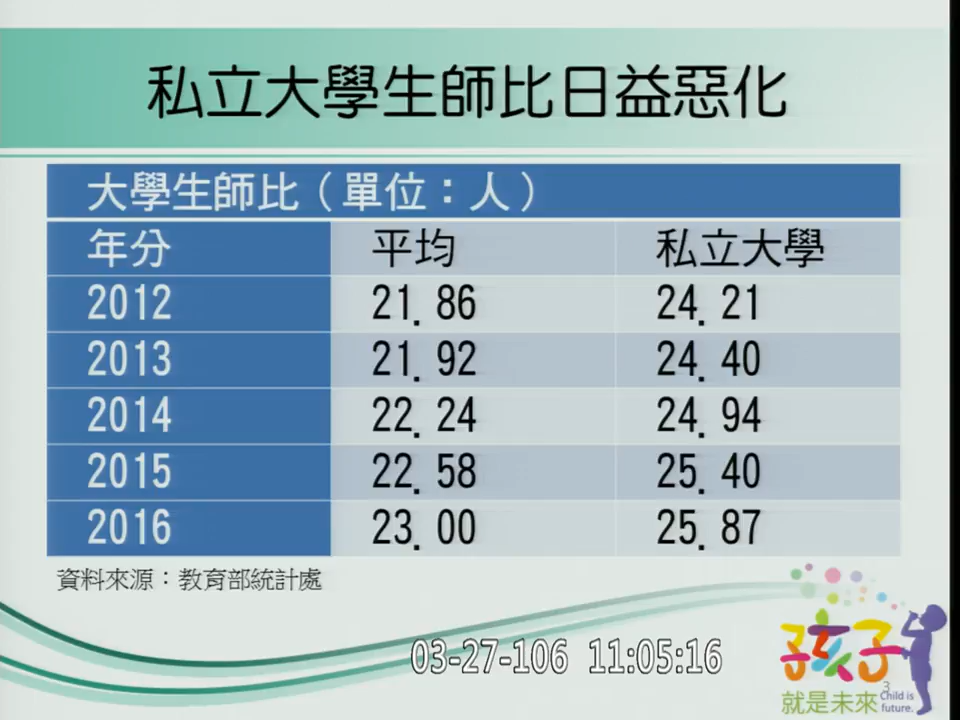 私立大學生師比日益惡化
大學生師比（單位：人）
年分 平均 私立大學
2012 21.86 24.21
2013 21.92 24.40
2014 22.24 24.94
2015 22.58 25.40
2016 23.00 25.87
資料來源：教育部統計處
03-27-106 11:05:16
孩子
3
就是未來 Child is future.